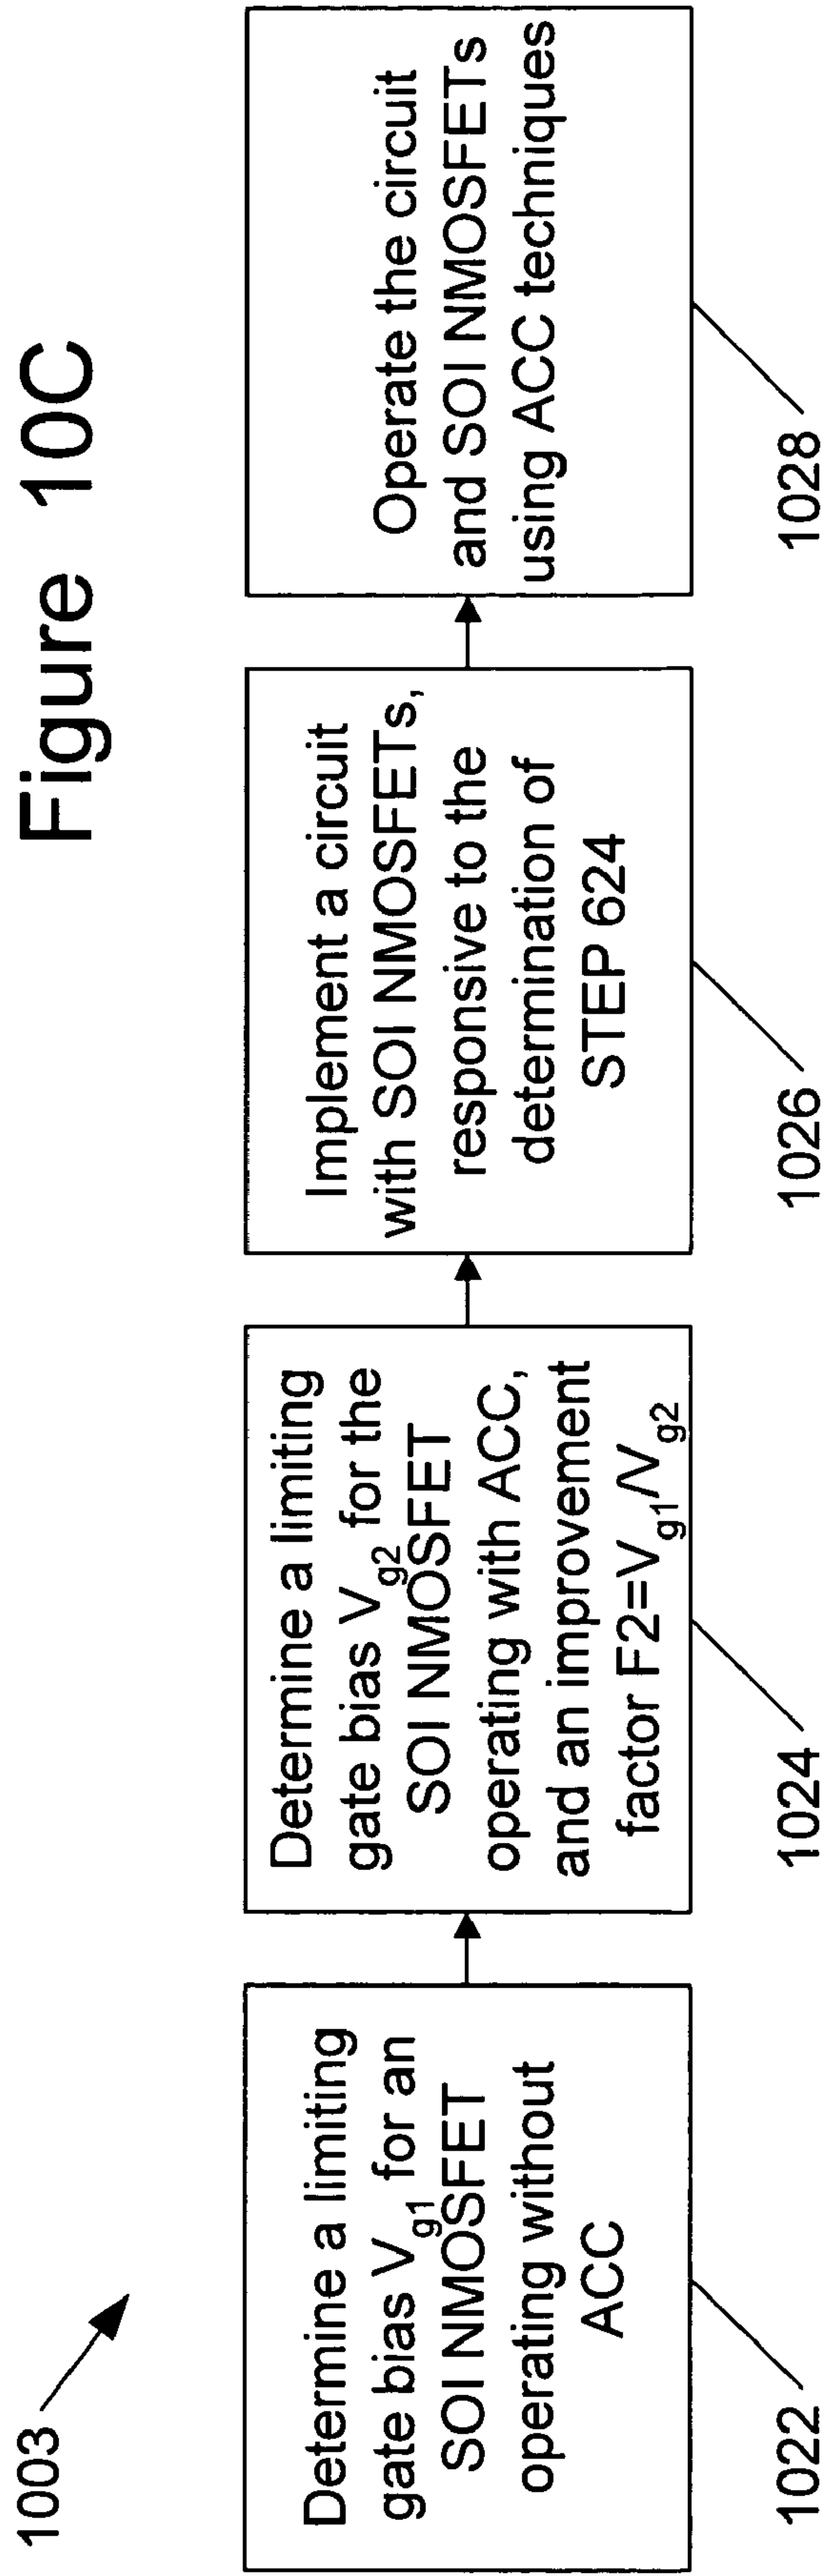 Figure 10C
1003
Determine a limiting
gate bias Vg1 for an
SOI NMOSFET
operating without
ACC
1022
Determine a limiting
gate bias Vg2 for the
SOI NMOSFET
operating with ACC,
and an improvement
factor F2=Vg1/Vg2
1024
Implement a circuit
with SOI NMOSFETs,
responsive to the
determination of
STEP 624
1026
Operate the circuit
and SOI NMOSFETs
using ACC techniques
1028